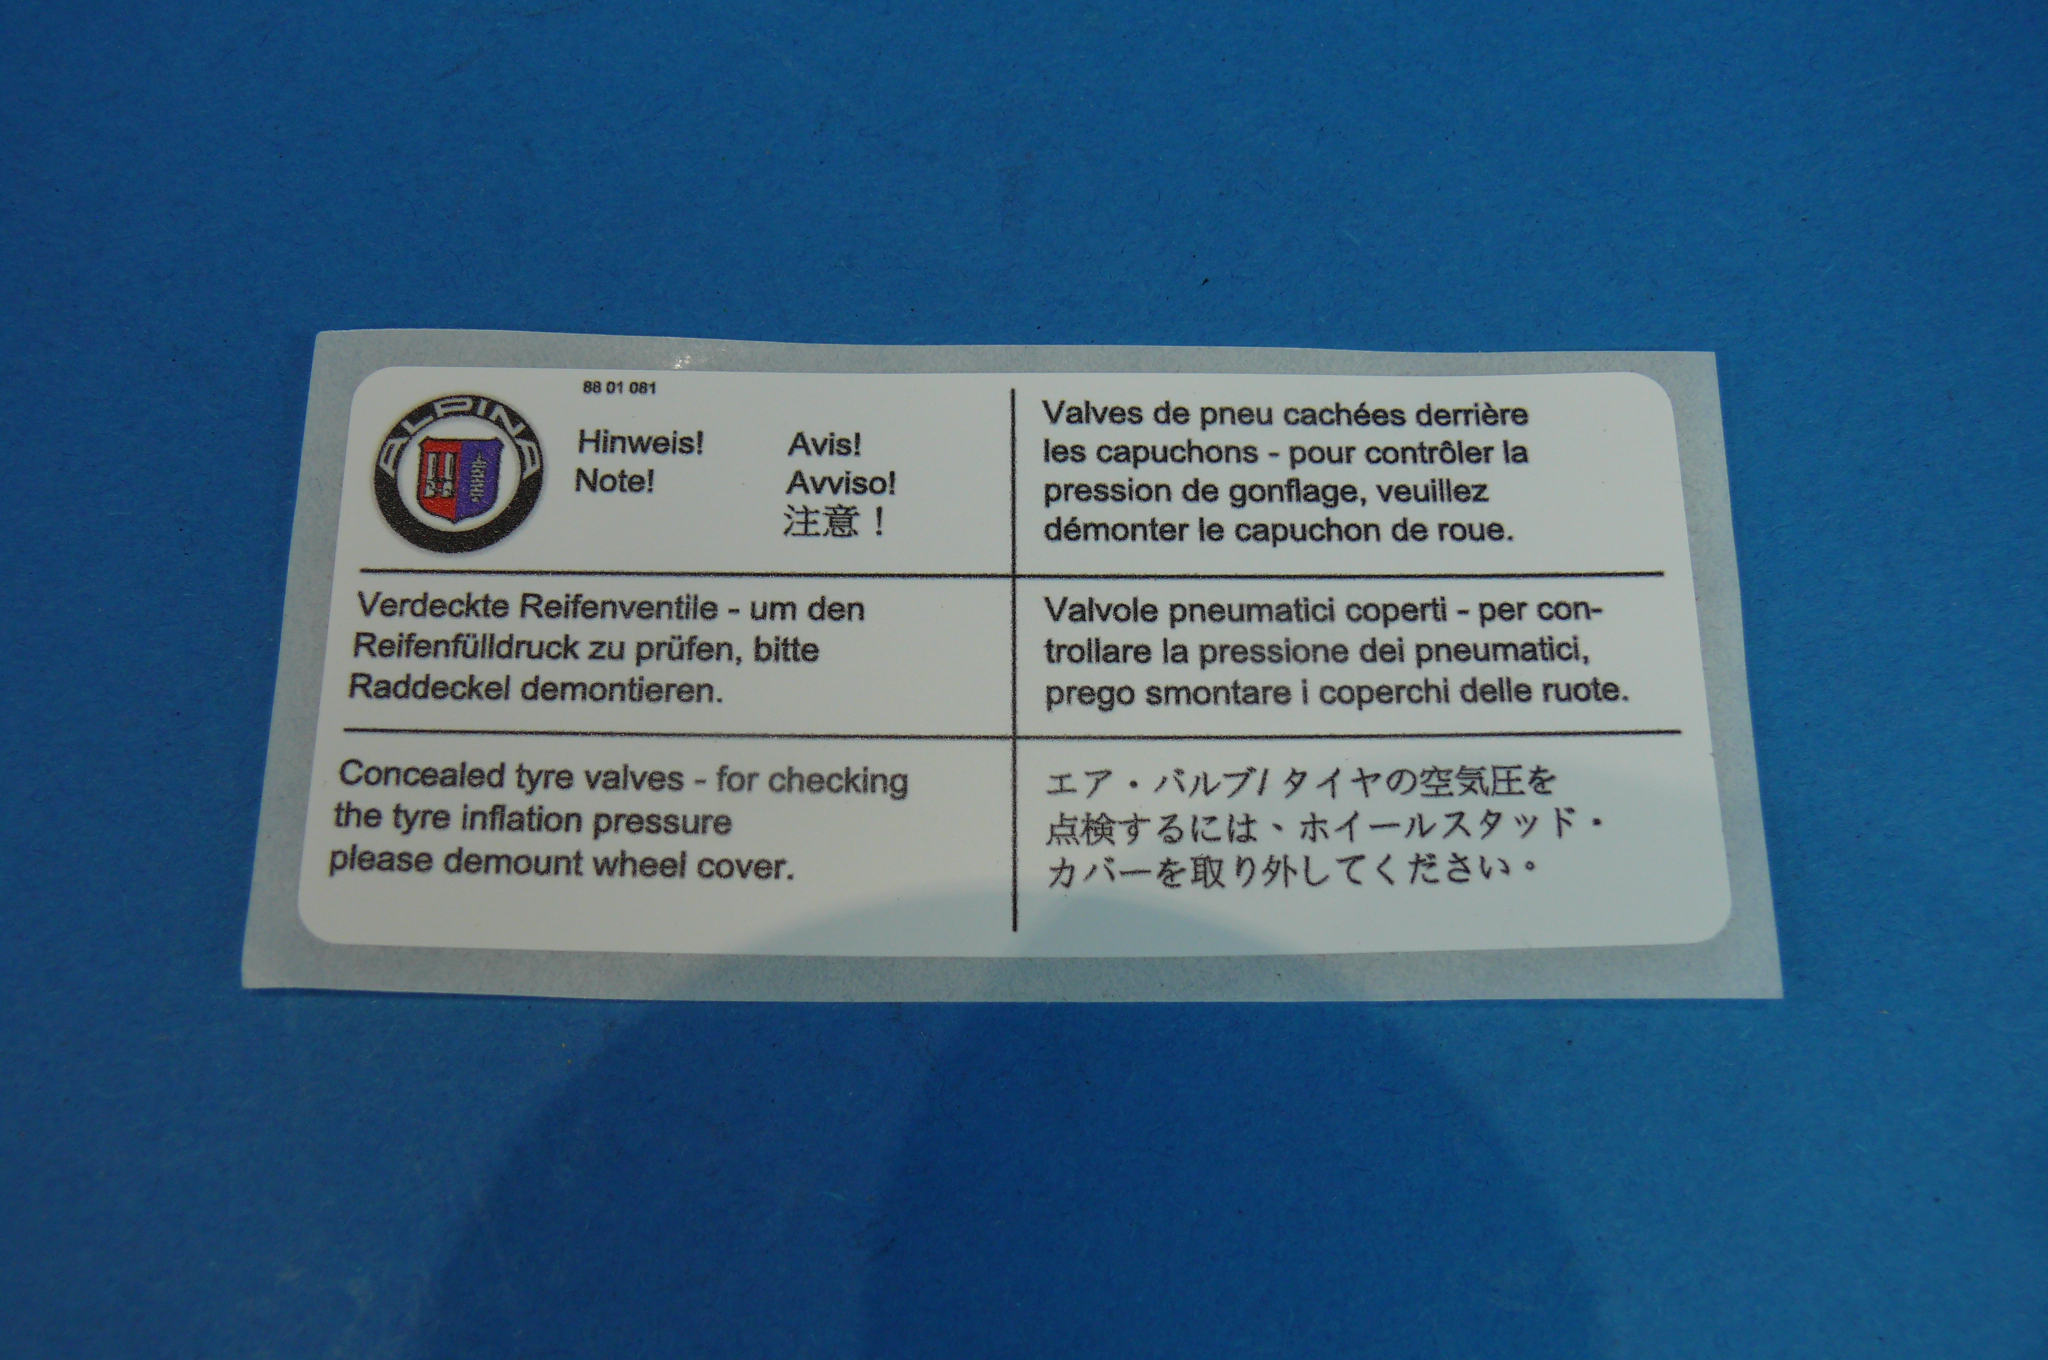 ALPINA
88 01 081
Hinweis! Avis!
Note! Avviso!
注意！
Valves de pneu cachées derrière
les capuchons - pour contrôler la
pression de gonflage, veuillez
démonter le capuchon de roue.
Verdeckte Reifenventile - um den
Reifenfülldruck zu prüfen, bitte
Raddeckel demontieren.
Valvole pneumatici coperti - per con-
trollare la pressione dei pneumatici,
prego smontare i coperchi delle ruote.
Concealed tyre valves - for checking
the tyre inflation pressure
please demount wheel cover.
エア・バルブ/ タイヤの空気圧を
点検するには、ホイールスタッド・
カバーを取り外してください。